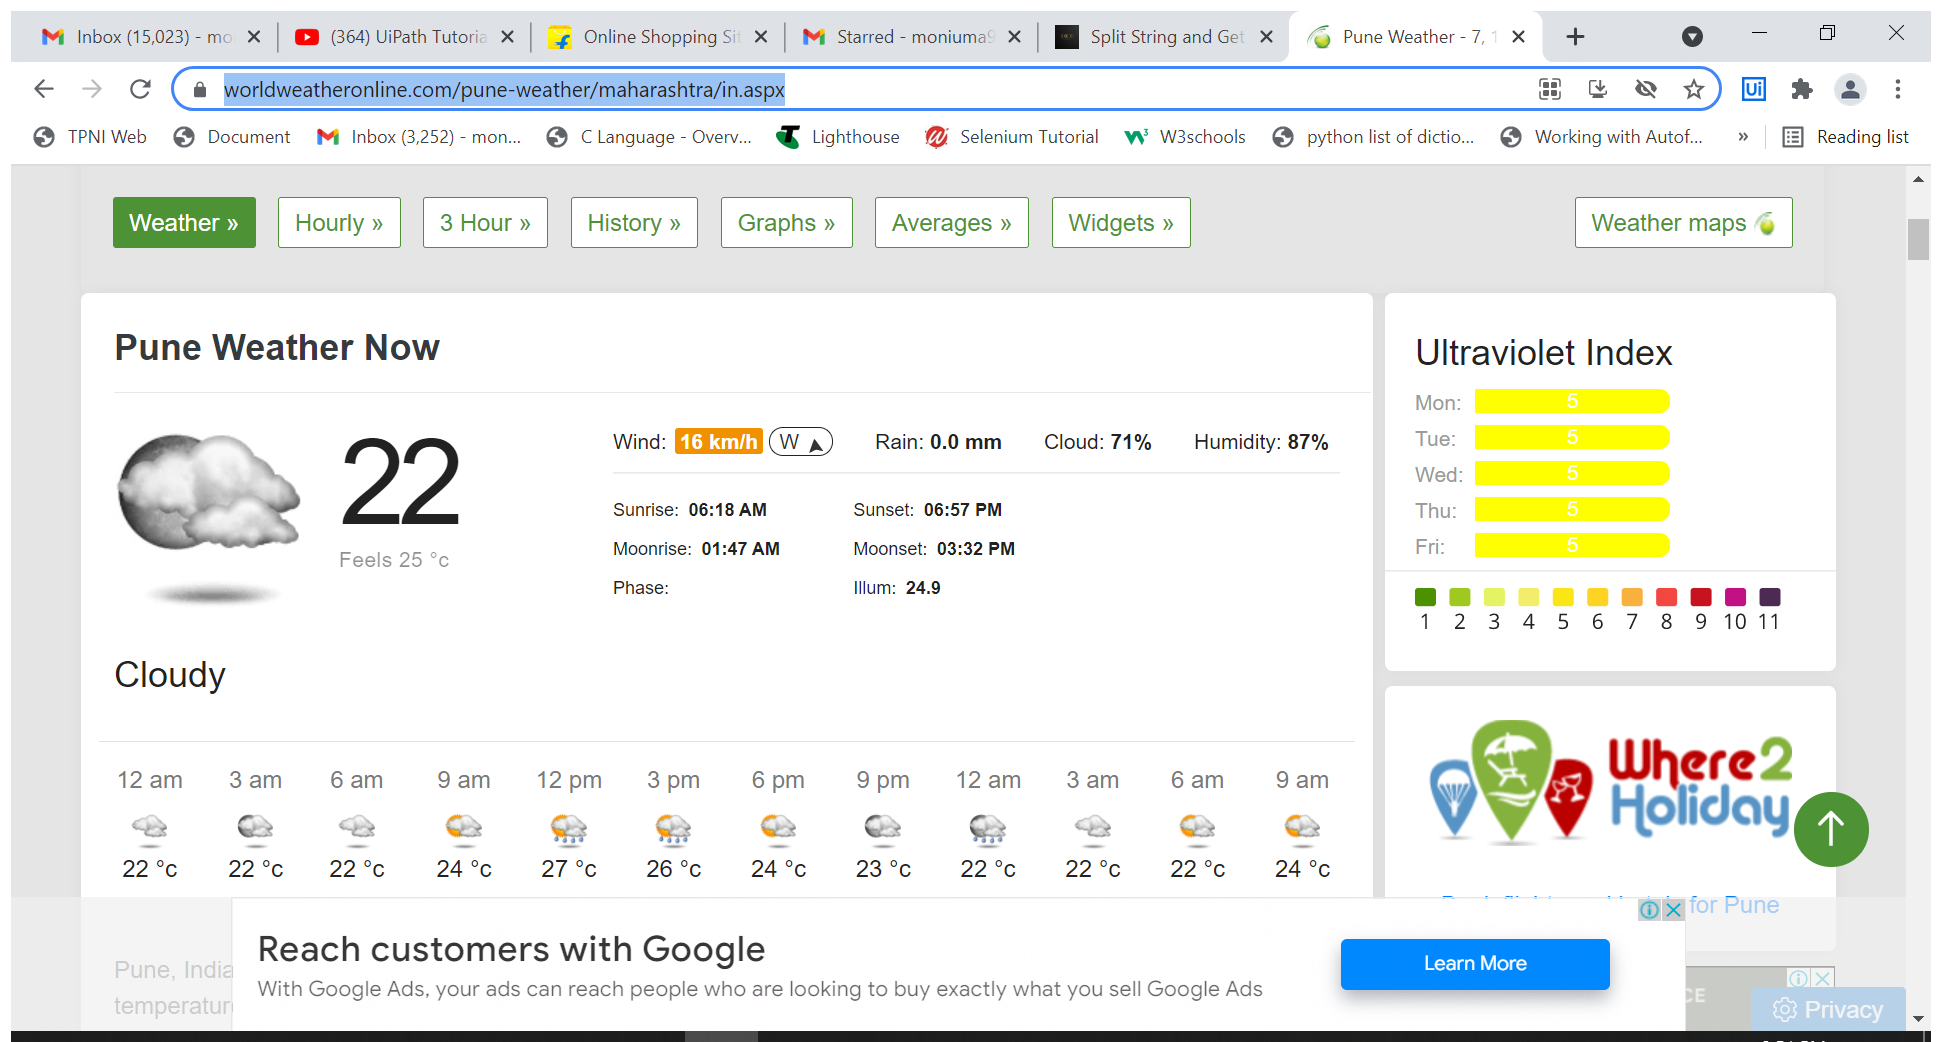 Inbox (15,023) - mo
(364) UiPath Tutoria
Online Shopping Sit
Starred - moniuma9
Split String and Get
Pune Weather - 7, 1
worldweatheronline.com/pune-weather/maharashtra/in.aspx
Ui
TPNI Web
Document
Inbox (3,252) - mon...
C Language - Overv...
Lighthouse
Selenium Tutorial
W3schools
python list of dictio...
Working with Autof...
»
Reading list
Weather »
Hourly »
3 Hour »
History »
Graphs »
Averages »
Widgets »
Weather maps
Pune Weather Now
22
Feels 25 °c
Wind: 16 km/h W
Rain: 0.0 mm
Cloud: 71%
Humidity: 87%
Sunrise: 06:18 AM
Sunset: 06:57 PM
Moonrise: 01:47 AM
Moonset: 03:32 PM
Phase:
Illum: 24.9
Cloudy
12 am 3 am 6 am 9 am 12 pm 3 pm 6 pm 9 pm 12 am 3 am 6 am 9 am
22 °c 22 °c 22 °c 24 °c 27 °c 26 °c 24 °c 23 °c 22 °c 22 °c 22 °c 24 °c
Ultraviolet Index
Mon: 5
Tue: 5
Wed: 5
Thu: 5
Fri: 5
1 2 3 4 5 6 7 8 9 10 11
Where2
Holiday
for Pune
Pune, India
temperatur
Reach customers with Google
With Google Ads, your ads can reach people who are looking to buy exactly what you sell Google Ads
Learn More
CE
Privacy